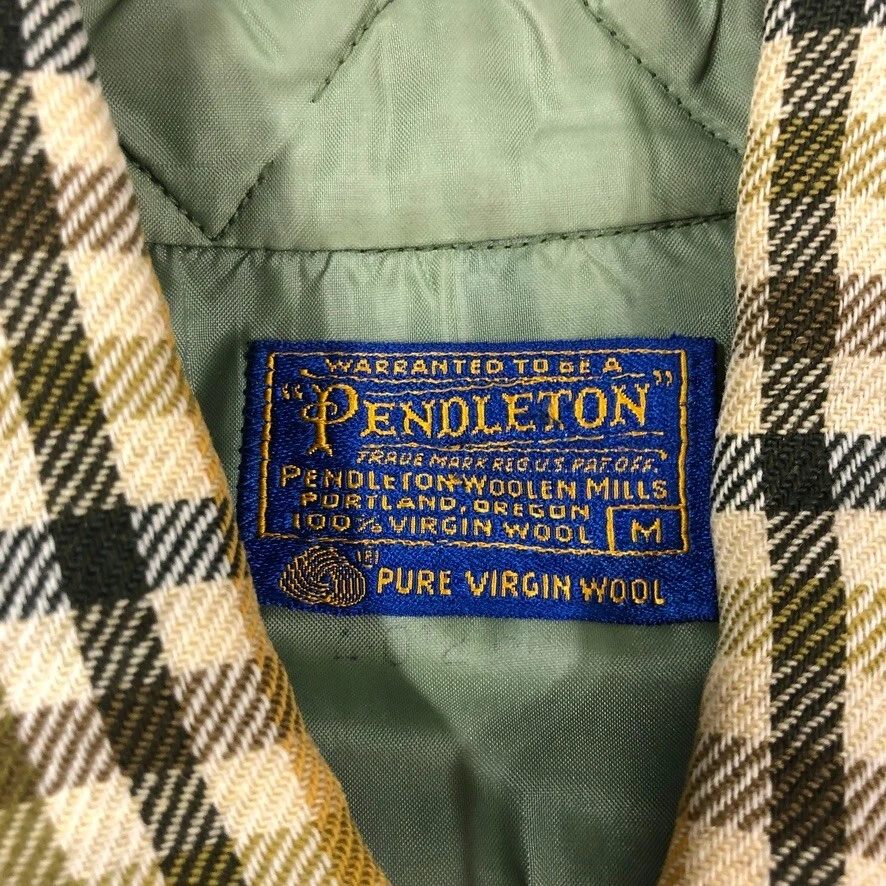 WARRANTED TO BE A
"PENDLETON"
TRADE MARK REG U.S. PAT. OFF.
PENDLETON WOOLEN MILLS
PORTLAND, OREGON
100% VIRGIN WOOL M
® PURE VIRGIN WOOL